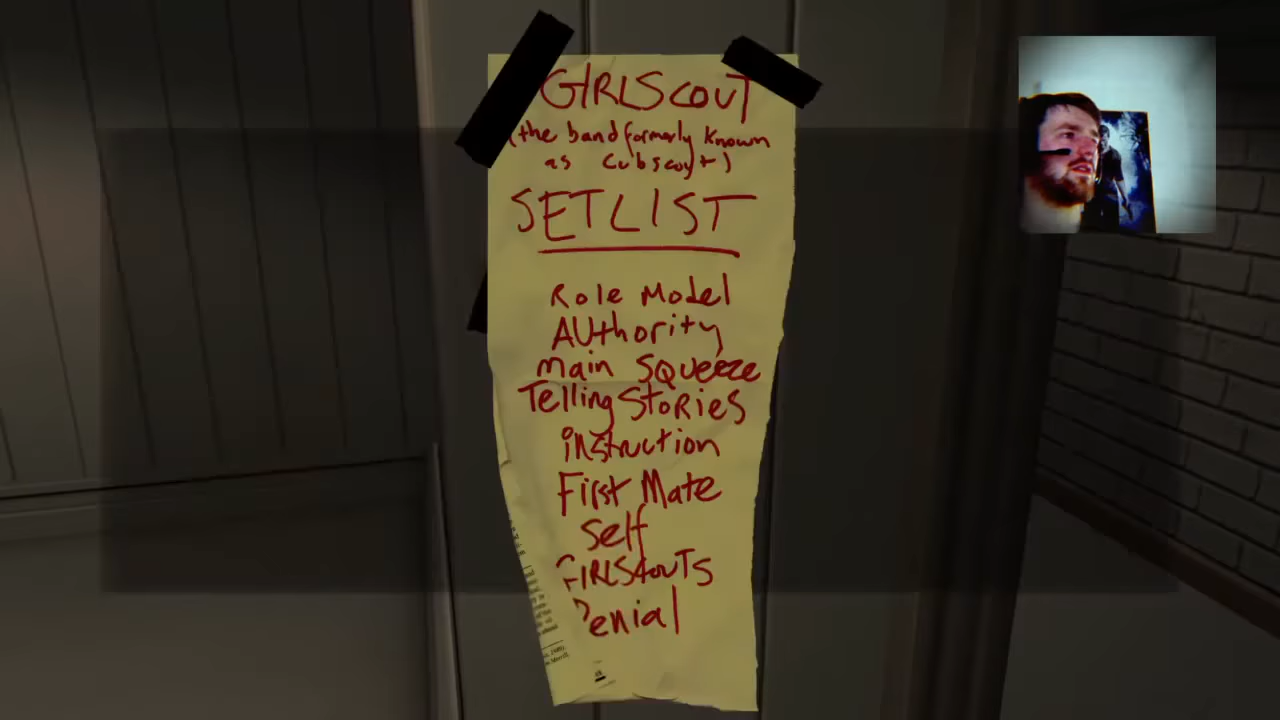 GIRLSCOUT
(the band formerly known
as Cubscout)
SETLIST
Role Model
AUthority
main SQueeze
Telling StoRies
instruction
First Mate
Self
GIRLSCouTS
Denial